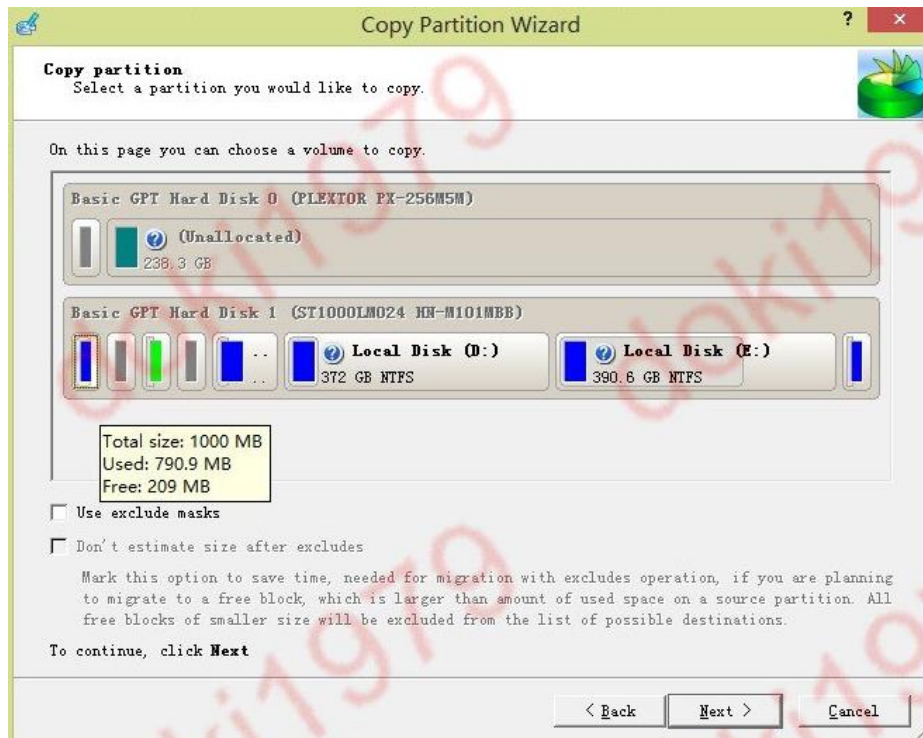 Copy Partition Wizard
?
×
Copy partition
Select a partition you would like to copy.
On this page you can choose a volume to copy.
Basic GPT Hard Disk 0 (PLEXTOR PX-256M5M)
(Unallocated)
238.3 GB
Basic GPT Hard Disk 1 (ST1000LM024 HN-M101MBB)
..
..
Local Disk (D:)
372 GB NTFS
Local Disk (E:)
390.6 GB NTFS
Total size: 1000 MB
Used: 790.9 MB
Free: 209 MB
Use exclude masks
Don't estimate size after excludes
Mark this option to save time, needed for migration with excludes operation, if you are planning
to migrate to a free block, which is larger than amount of used space on a source partition. All
free blocks of smaller size will be excluded from the list of possible destinations.
To continue, click Next
< Back
Next >
Cancel
doki1979
doki1979
doki1979